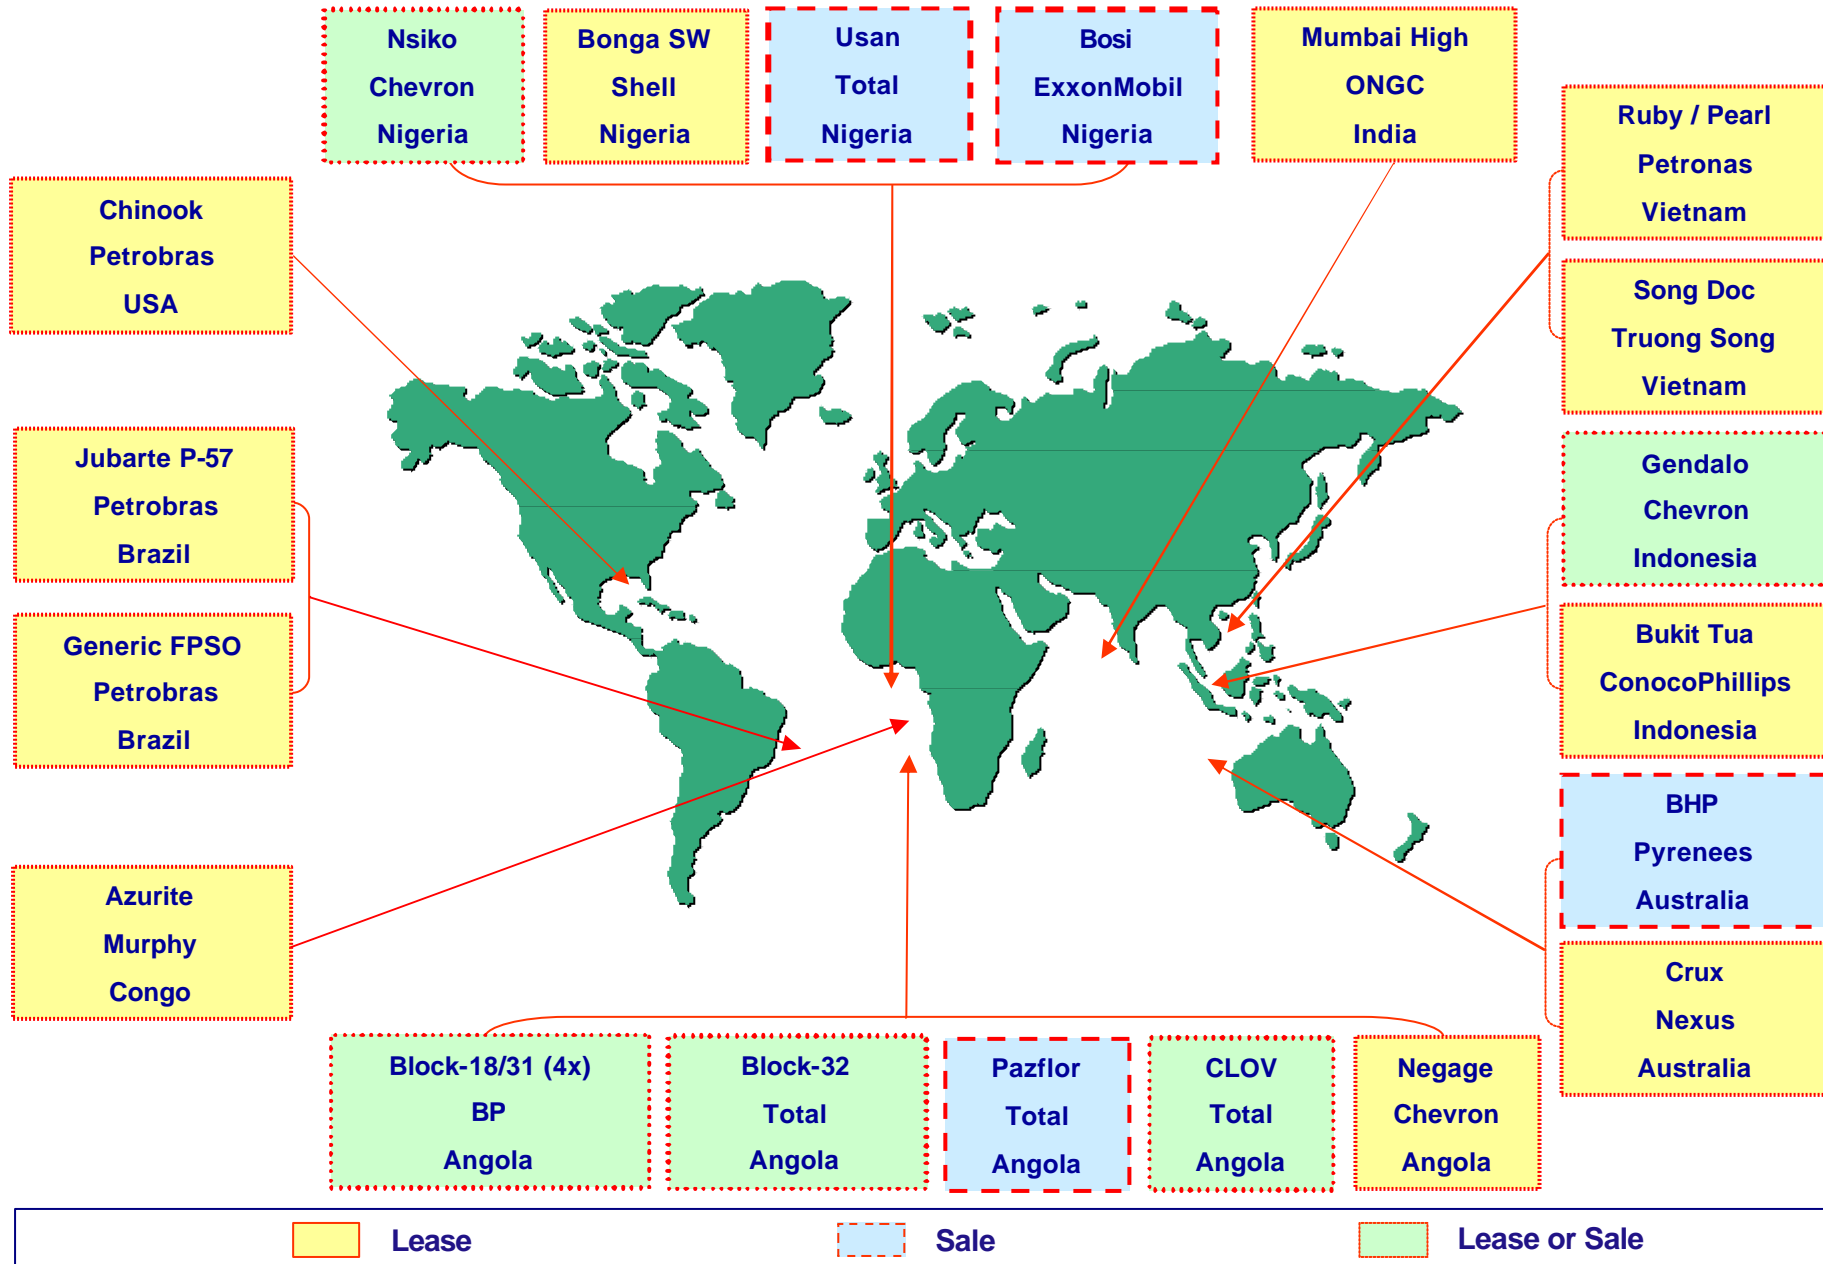 Nsiko
Chevron
Nigeria
Bonga SW
Shell
Nigeria
Usan
Total
Nigeria
Bosi
ExxonMobil
Nigeria
Mumbai High
ONGC
India
Ruby / Pearl
Petronas
Vietnam
Chinook
Petrobras
USA
Song Doc
Truong Song
Vietnam
Jubarte P-57
Petrobras
Brazil
Gendalo
Chevron
Indonesia
Generic FPSO
Petrobras
Brazil
Bukit Tua
ConocoPhillips
Indonesia
BHP
Pyrenees
Australia
Azurite
Murphy
Congo
Crux
Nexus
Australia
Block-18/31 (4x)
BP
Angola
Block-32
Total
Angola
Pazflor
Total
Angola
CLOV
Total
Angola
Negage
Chevron
Angola
Lease
Sale
Lease or Sale